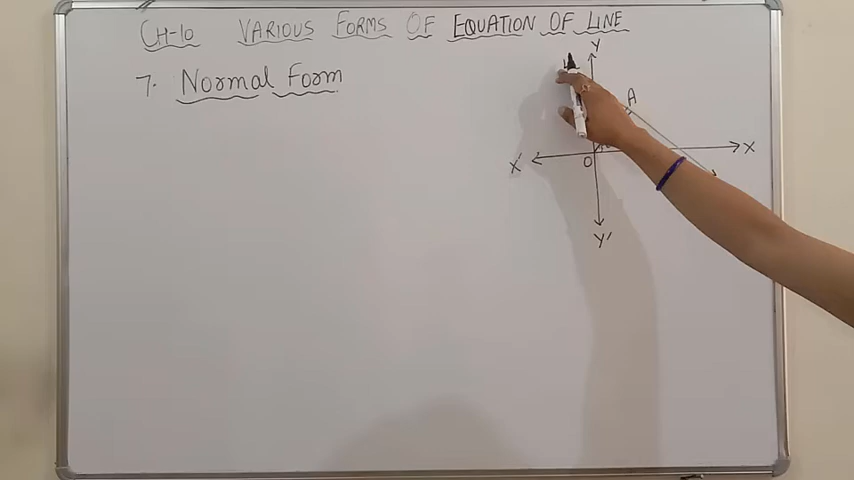 CH-10 VARIOUS FORMS OF EQUATION OF LINE
7. Normal Form
Y
A
X' O X
Y'